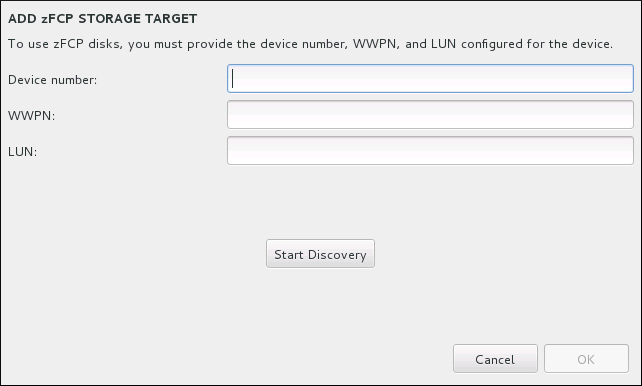 ADD zFCP STORAGE TARGET
To use zFCP disks, you must provide the device number, WWPN, and LUN configured for the device.
Device number:
WWPN:
LUN:
Start Discovery
Cancel
OK